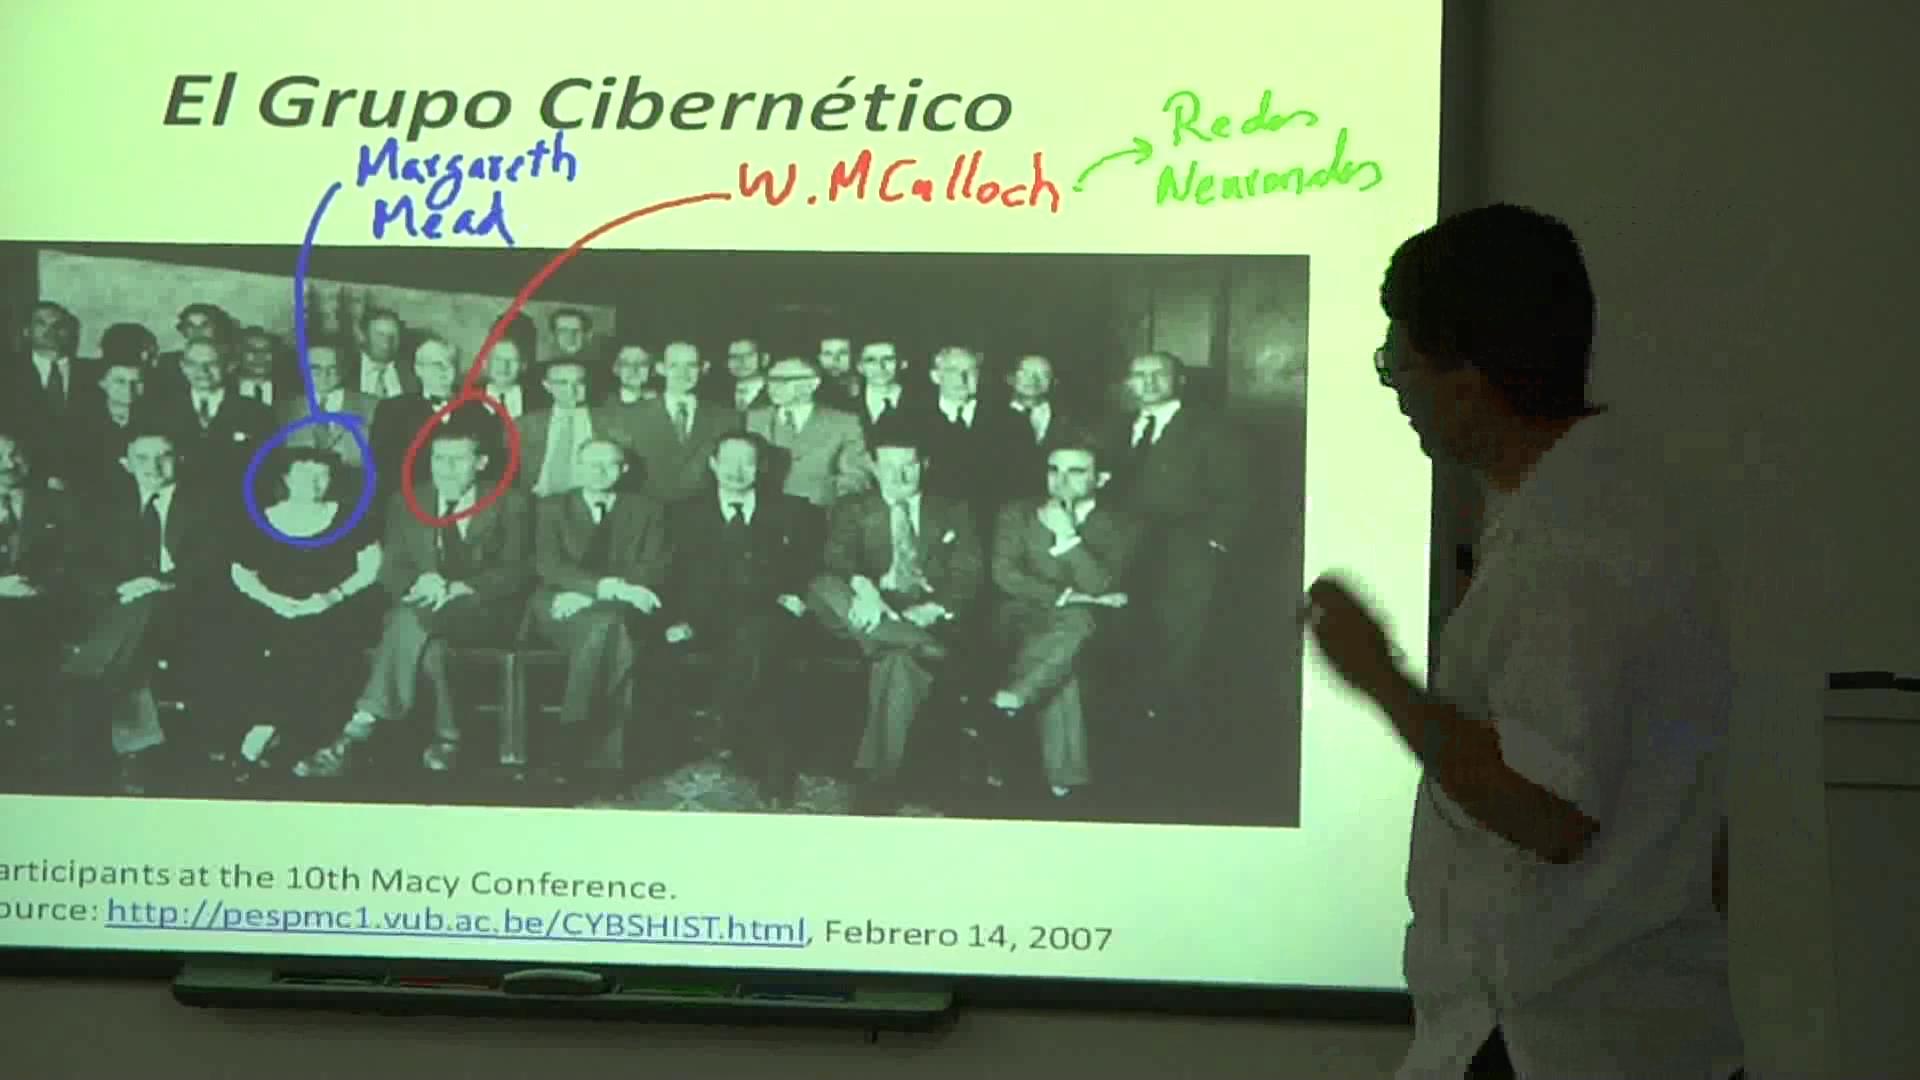 El Grupo Cibernético
Margareth
Mead
W. MCalloch
Redes
Neuronales
articipants at the 10th Macy Conference.
ource: http://pespmc1.vub.ac.be/CYBSHIST.html, Febrero 14, 2007